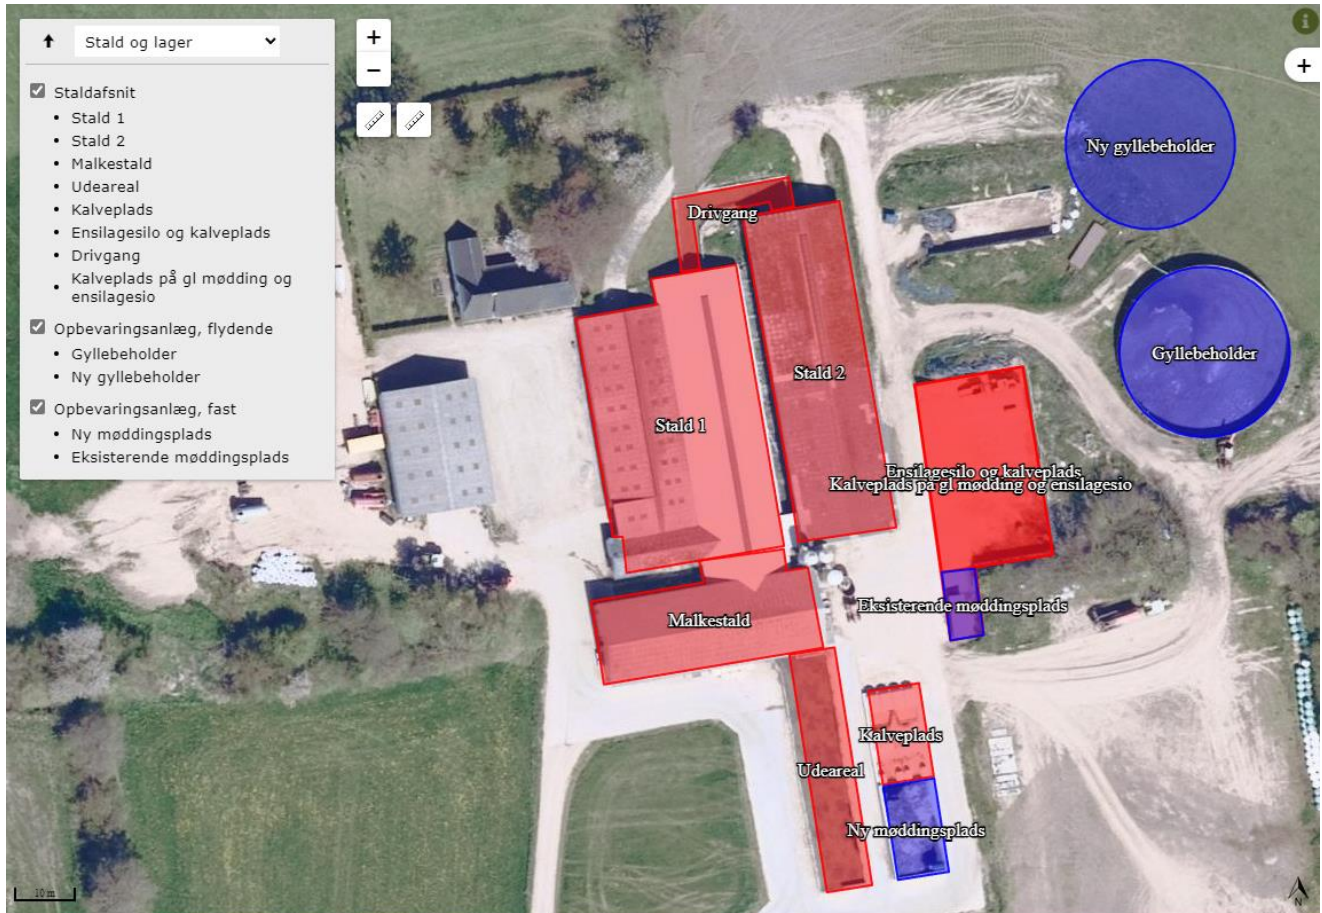 Stald og lager
Staldafsnit
Stald 1
Stald 2
Malkestald
Udeareal
Kalveplads
Ensilagesilo og kalveplads
Drivgang
Kalveplads på gl mødding og
ensilagesio
Opbevaringsanlæg, flydende
Gyllebeholder
Ny gyllebeholder
Opbevaringsanlæg, fast
Ny møddingsplads
Eksisterende møddingsplads
+
−
i
+
Ny gyllebeholder
Drivgang
Gyllebeholder
Stald 2
Stald 1
Ensilagesilo og kalveplads
Kalveplads på gl mødding og ensilagesio
Eksisterende møddingsplads
Malkestald
Kalveplads
Udeareal
Ny møddingsplads
10 m
N